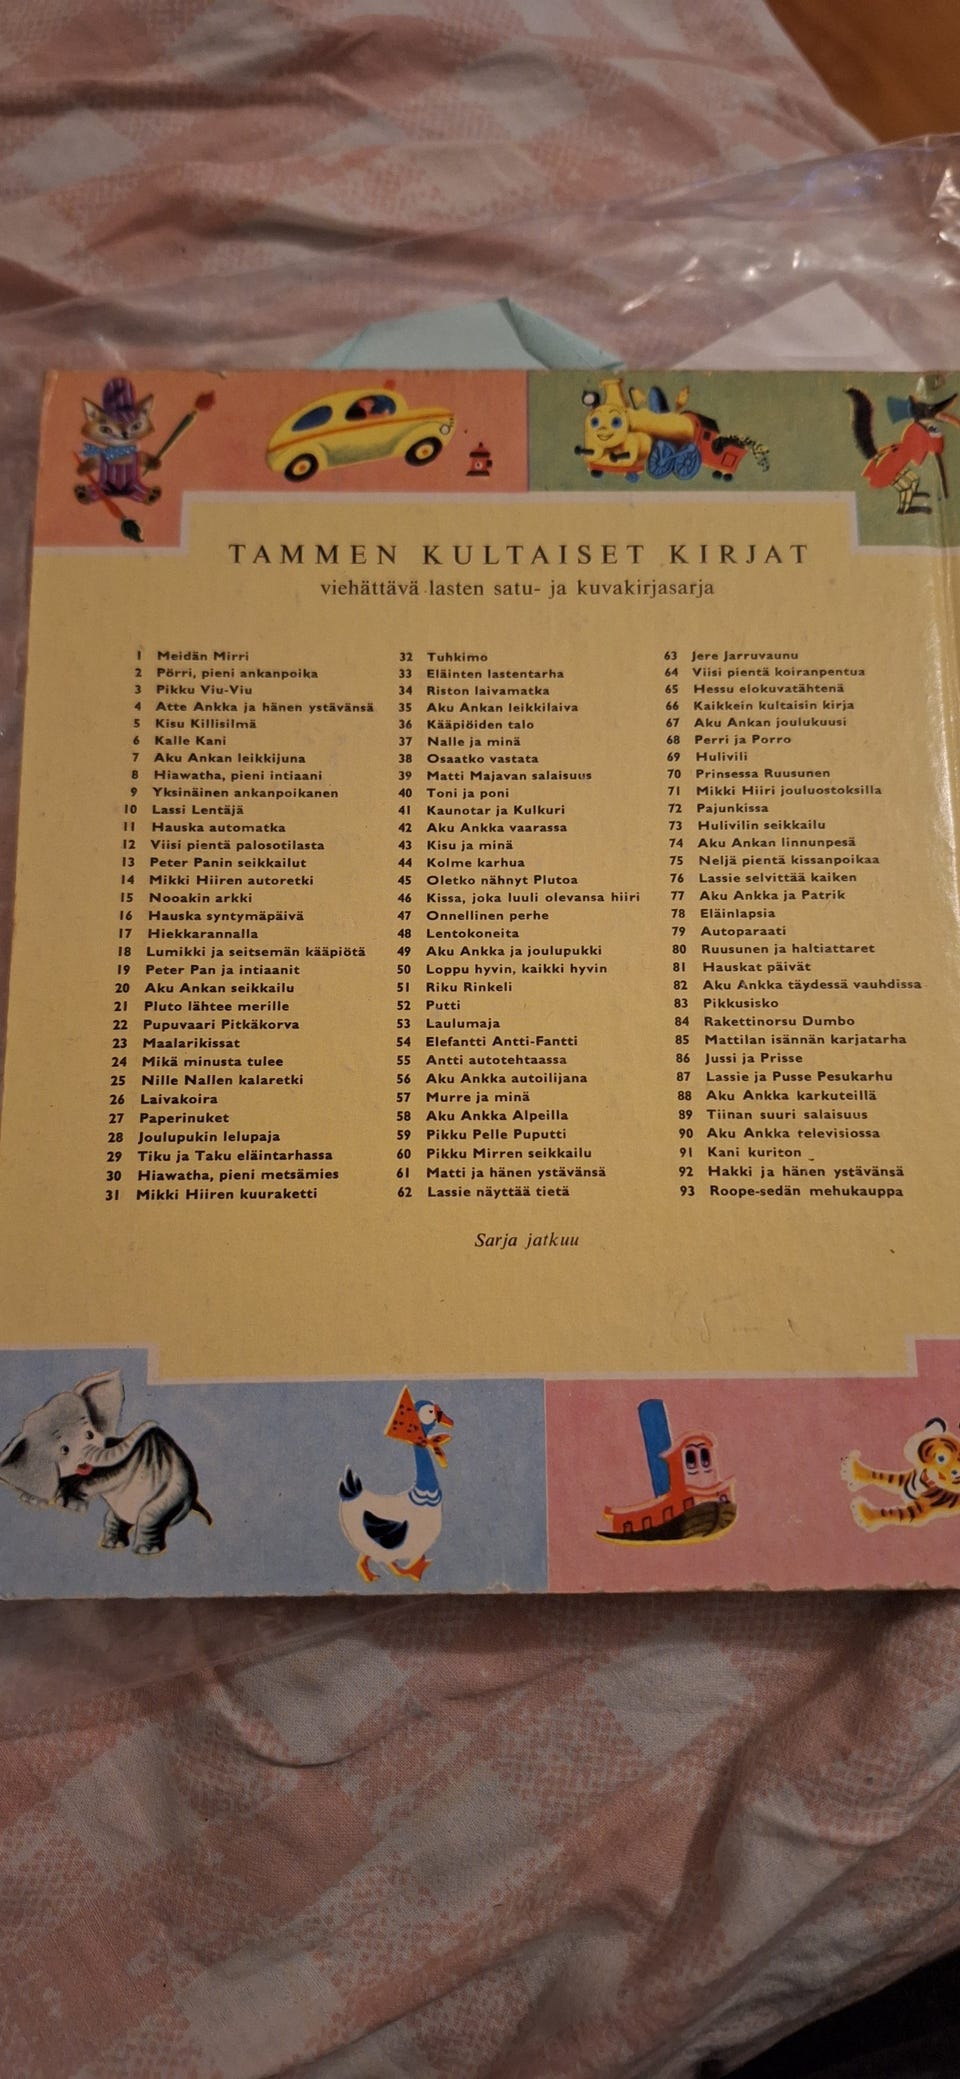 TAMMEN KULTAISET KIRJAT
viehättävä lasten satu- ja kuvakirjasarja
1 Meidän Mirri
2 Pörri, pieni ankanpoika
3 Pikku Viu-Viu
4 Atte Ankka ja hänen ystävänsä
5 Kisu Killisilmä
6 Kalle Kani
7 Aku Ankan leikkijuna
8 Hiawatha, pieni intiaani
9 Yksinäinen ankanpoikanen
10 Lassi Lentäjä
11 Hauska automatka
12 Viisi pientä palosotilasta
13 Peter Panin seikkailut
14 Mikki Hiiren autoretki
15 Nooakin arkki
16 Hauska syntymäpäivä
17 Hiekkarannalla
18 Lumikki ja seitsemän kääpiötä
19 Peter Pan ja intiaanit
20 Aku Ankan seikkailu
21 Pluto lähtee merille
22 Pupuvaari Pitkäkorva
23 Maalarikissat
24 Mikä minusta tulee
25 Nille Nallen kalaretki
26 Laivakoira
27 Paperinuket
28 Joulupukin lelupaja
29 Tiku ja Taku eläintarhassa
30 Hiawatha, pieni metsämies
31 Mikki Hiiren kuuraketti
32 Tuhkimo
33 Eläinten lastentarha
34 Riston laivamatka
35 Aku Ankan leikkilaiva
36 Kääpiöiden talo
37 Nalle ja minä
38 Osaatko vastata
39 Matti Majavan salaisuus
40 Toni ja poni
41 Kaunotar ja Kulkuri
42 Aku Ankka vaarassa
43 Kisu ja minä
44 Kolme karhua
45 Oletko nähnyt Plutoa
46 Kissa, joka luuli olevansa hiiri
47 Onnellinen perhe
48 Lentokoneita
49 Aku Ankka ja joulupukki
50 Loppu hyvin, kaikki hyvin
51 Riku Rinkeli
52 Putti
53 Laulumaja
54 Elefantti Antti-Fantti
55 Antti autotehtaassa
56 Aku Ankka autoilijana
57 Murre ja minä
58 Aku Ankka Alpeilla
59 Pikku Pelle Puputti
60 Pikku Mirren seikkailu
61 Matti ja hänen ystävänsä
62 Lassie näyttää tietä
63 Jere Jarruvaunu
64 Viisi pientä koiranpentua
65 Hessu elokuvatähtenä
66 Kaikkein kultaisin kirja
67 Aku Ankan joulukuusi
68 Perri ja Porro
69 Hulivili
70 Prinsessa Ruusunen
71 Mikki Hiiri jouluostoksilla
72 Pajunkissa
73 Hulivilin seikkailu
74 Aku Ankan linnunpesä
75 Neljä pientä kissanpoikaa
76 Lassie selvittää kaiken
77 Aku Ankka ja Patrik
78 Eläinlapsia
79 Autoparaati
80 Ruusunen ja haltiattaret
81 Hauskat päivät
82 Aku Ankka täydessä vauhdissa
83 Pikkusisko
84 Rakettinorsu Dumbo
85 Mattilan isännän karjatarha
86 Jussi ja Prisse
87 Lassie ja Pusse Pesukarhu
88 Aku Ankka karkuteillä
89 Tiinan suuri salaisuus
90 Aku Ankka televisiossa
91 Kani kuriton
92 Hakki ja hänen ystävänsä
93 Roope-sedän mehukauppa
Sarja jatkuu